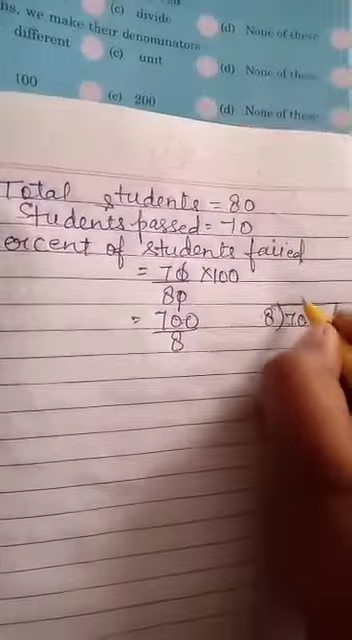 hs, we make their denominators
different
(c) divide
(d) None of these
(c) unit
(d) None of these
100
(c) 200
(d) None of these
Total students = 80
Students passed = 70
ercent of students failed
= 70 × 100
80
= 700
8
8)70